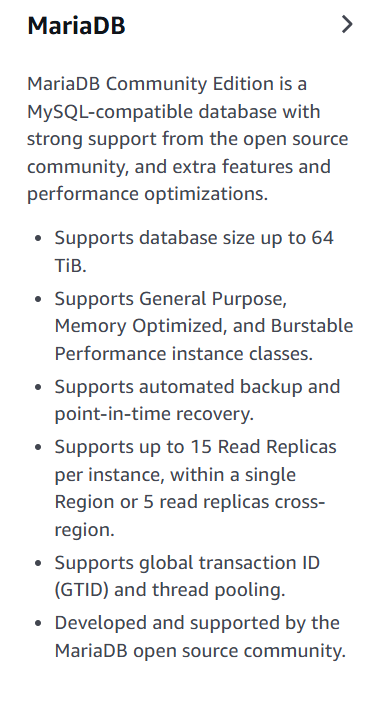 MariaDB
MariaDB Community Edition is a
MySQL-compatible database with
strong support from the open source
community, and extra features and
performance optimizations.
• Supports database size up to 64
TiB.
• Supports General Purpose,
Memory Optimized, and Burstable
Performance instance classes.
• Supports automated backup and
point-in-time recovery.
• Supports up to 15 Read Replicas
per instance, within a single
Region or 5 read replicas cross-
region.
• Supports global transaction ID
(GTID) and thread pooling.
• Developed and supported by the
MariaDB open source community.